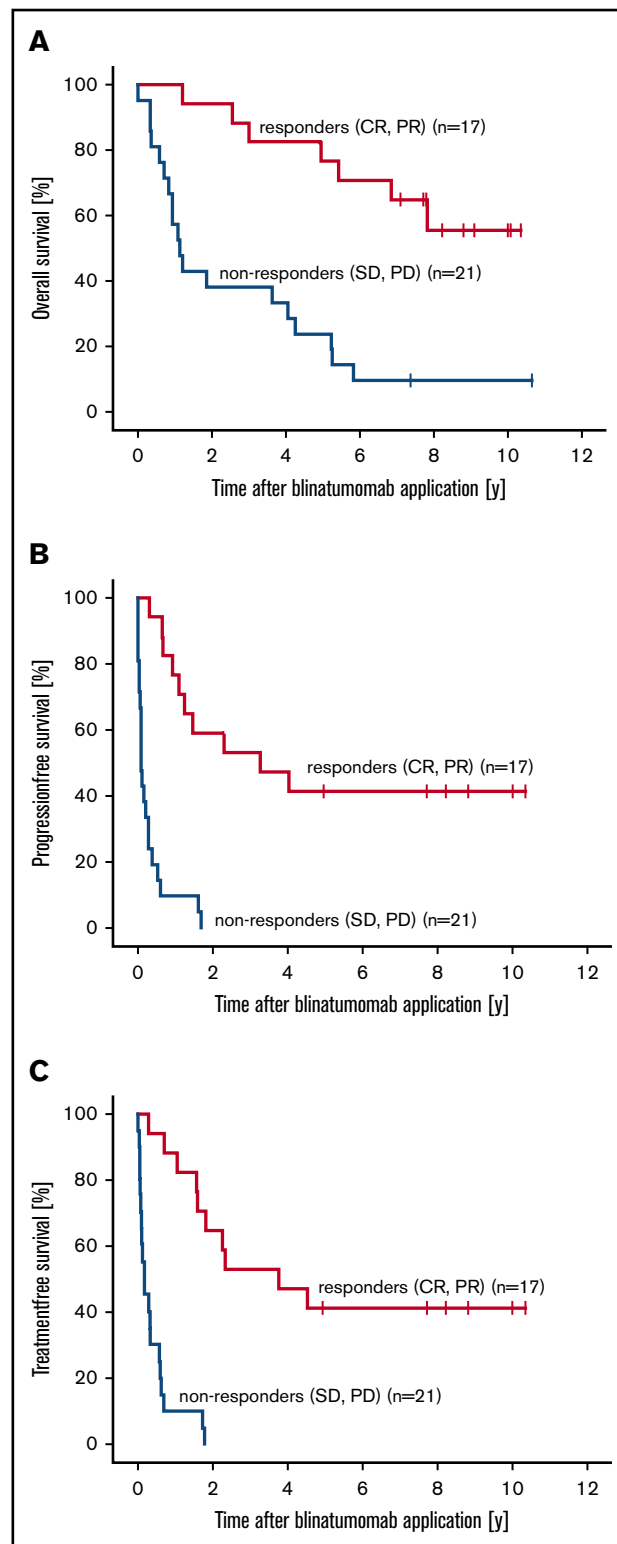 A
100
80
60
40
20
0
Overall survival [%]
responders (CR, PR) (n=17)
non-responders (SD, PD) (n=21)
0 2 4 6 8 10 12
Time after blinatumomab application [y]
B
100
80
60
40
20
0
Progressionfree survival [%]
responders (CR, PR) (n=17)
non-responders (SD, PD) (n=21)
0 2 4 6 8 10 12
Time after blinatumomab application [y]
C
100
80
60
40
20
0
Treatmentfree survival [%]
responders (CR, PR) (n=17)
non-responders (SD, PD) (n=21)
0 2 4 6 8 10 12
Time after blinatumomab application [y]